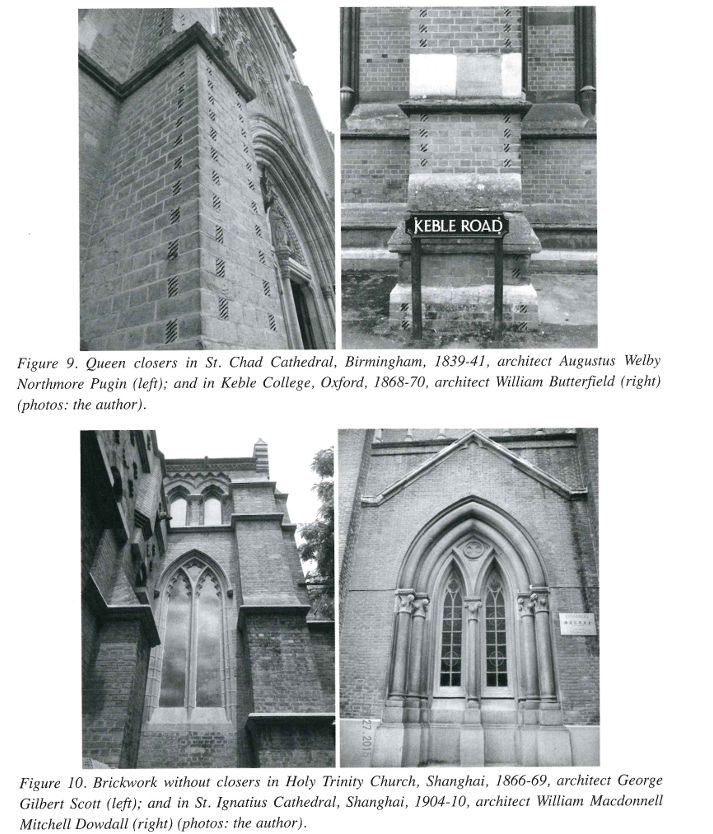 KEBLE ROAD
Figure 9. Queen closers in St. Chad Cathedral, Birmingham, 1839-41, architect Augustus Welby
Northmore Pugin (left); and in Keble College, Oxford, 1868-70, architect William Butterfield (right)
(photos: the author).
Figure 10. Brickwork without closers in Holy Trinity Church, Shanghai, 1866-69, architect George
Gilbert Scott (left); and in St. Ignatius Cathedral, Shanghai, 1904-10, architect William Macdonnell
Mitchell Dowdall (right) (photos: the author).